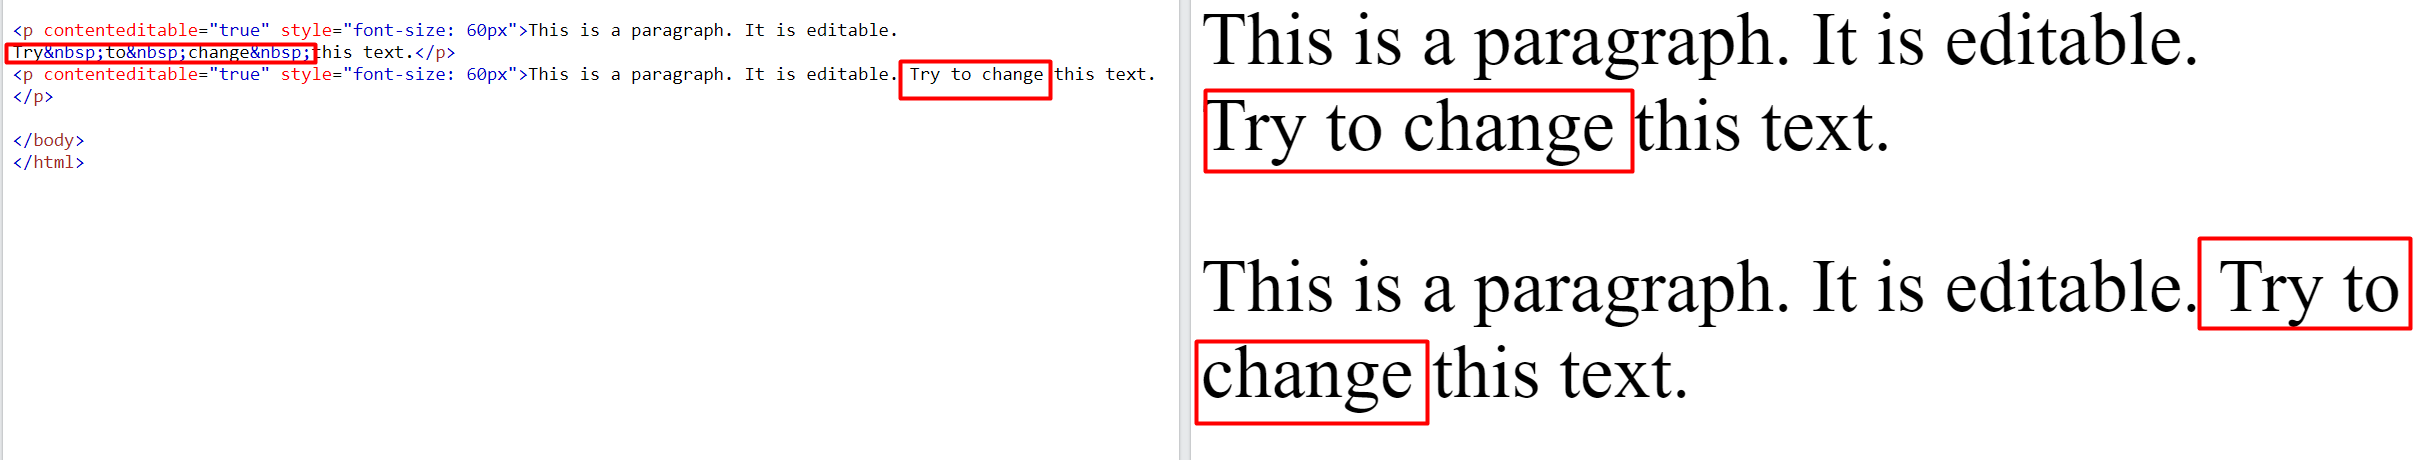 <p contenteditable="true" style="font-size: 60px">This is a paragraph. It is editable.
Try&nbsp;to&nbsp;change&nbsp;this text.</p>
<p contenteditable="true" style="font-size: 60px">This is a paragraph. It is editable. Try to change this text.
</p>
</body>
</html>
This is a paragraph. It is editable.
Try to change this text.
This is a paragraph. It is editable. Try to
change this text.